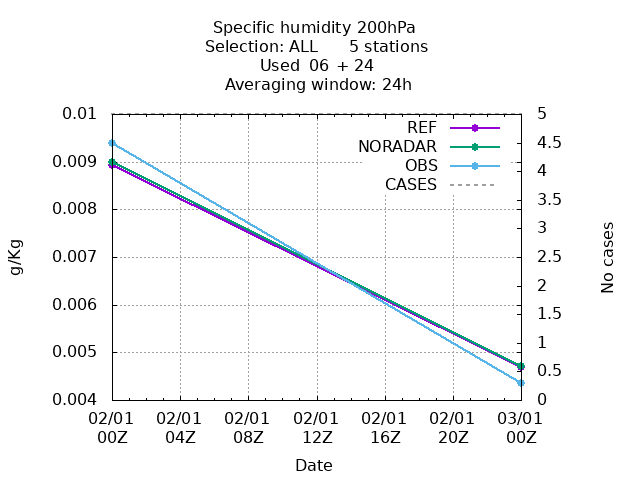 Specific humidity 200hPa
Selection: ALL      5 stations
Used  06 + 24
Averaging window: 24h
0.01
0.009
0.008
0.007
0.006
0.005
0.004
g/Kg
REF
NORADAR
OBS
CASES
5
4.5
4
3.5
3
2.5
2
1.5
1
0.5
0
No cases
02/01 02/01 02/01 02/01 02/01 02/01 03/01
00Z 04Z 08Z 12Z 16Z 20Z 00Z
Date